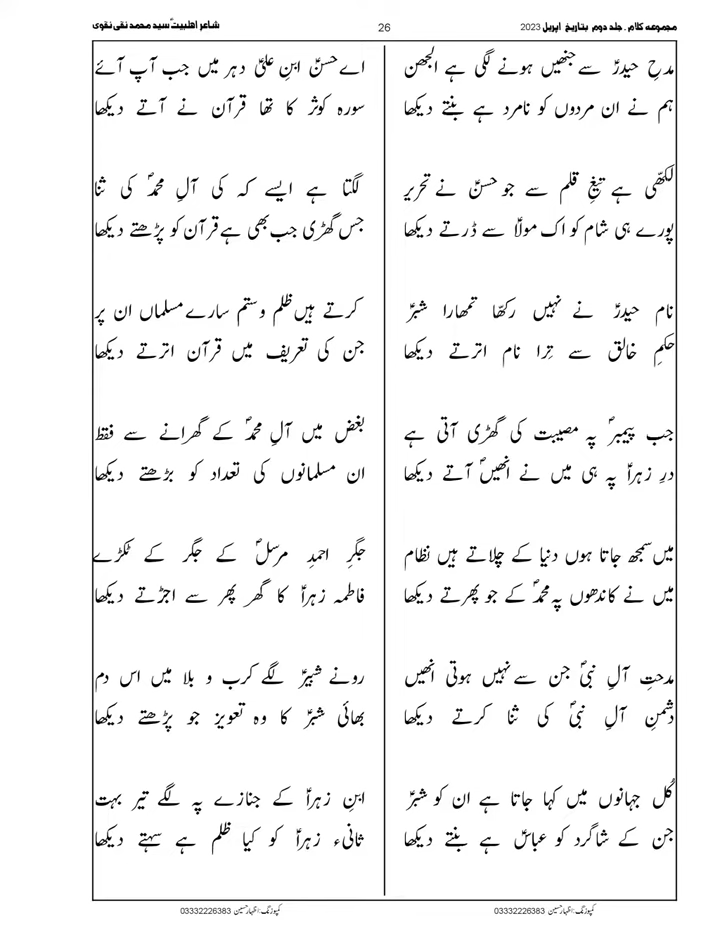 مجموعہ کلام ۔ جلد دوم بتاریخ اپریل 2023
26
شاعر اھلبیتؑ سید محمد نقی نقوی
مدحِ حیدرؑ سے جنھیں ہونے لگی ہے الجھن
ہم نے ان مردوں کو نامرد ہے بنتے دیکھا
لکھّی ہے تیغِ قلم سے جو حسنؑ نے تحریر
پورے ہی شام کو اک مولاؑ سے ڈرتے دیکھا
نام حیدرؑ نے نہیں رکھّا تمھارا شبرؑ
حکمِ خالق سے تِرا نام اترتے دیکھا
جب پیمبرؐ پہ مصیبت کی گھڑی آتی ہے
درِ زہراؑ پہ ہی میں نے انھیںؐ آتے دیکھا
میں سمجھ جاتا ہوں دنیا کے چلاتے ہیں نظام
میں نے کاندھوں پہ محمدؐ کے جو پھرتے دیکھا
مدحتِ آلِ نبیؐ جن سے نہیں ہوتی انھیں
دشمنِ آلِ نبیؐ کی ثنا کرتے دیکھا
کُل جہانوں میں کہا جاتا ہے ان کو شبرؑ
جن کے شاگرد کو عباسؑ ہے بنتے دیکھا
اے حسنؑ ابنِ علیؑ دہر میں جب آپ آئے
سورہ کوثر کا تھا قرآن نے آتے دیکھا
لگتا ہے ایسے کہ کی آلِ محمدؐ کی ثنا
جس گھڑی جب بھی ہے قرآن کو پڑھتے دیکھا
کرتے ہیں ظلم و ستم سارے مسلماں ان پر
جن کی تعریف میں قرآن اترتے دیکھا
بغض میں آلِ محمدؐ کے گھرانے سے فقط
ان مسلمانوں کی تعداد کو بڑھتے دیکھا
جگرِ احمدِ مرسلؐ کے جگر کے ٹکڑے
فاطمہ زہراؑ کا گھر پھر سے اجڑتے دیکھا
رونے شبیرؑ لگے کرب و بلا میں اس دم
بھائی شبرؑ کا وہ تعویز جو پڑھتے دیکھا
ابنِ زہراؑ کے جنازے پہ لگے تیر بہت
ثانیء زہراؑ کو کیا ظلم ہے سہتے دیکھا
کمپوزنگ: اظہار حسین 03332226383
کمپوزنگ: اظہار حسین 03332226383